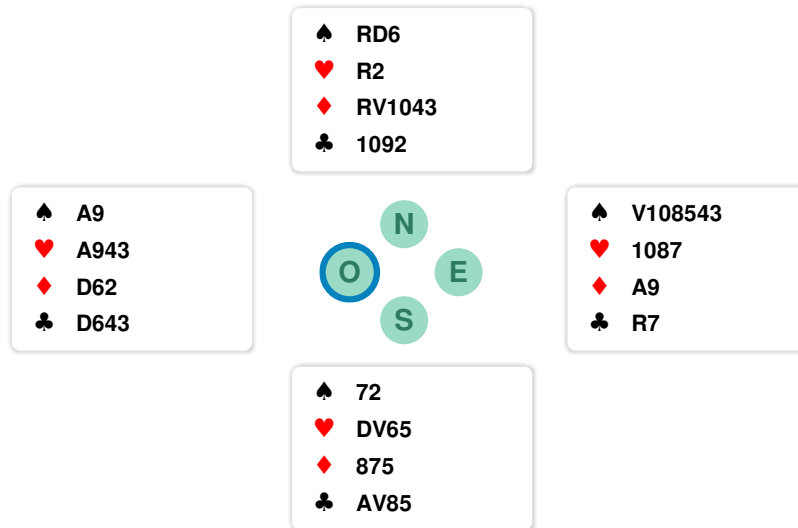 ♠ RD6
♥ R2
♦ RV1043
♣ 1092
♠ A9
♥ A943
♦ D62
♣ D643
N
O E
S
♠ V108543
♥ 1087
♦ A9
♣ R7
♠ 72
♥ DV65
♦ 875
♣ AV85